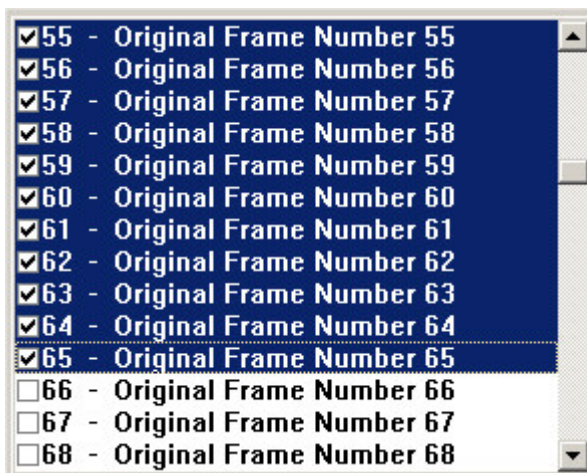 55 - Original Frame Number 55
56 - Original Frame Number 56
57 - Original Frame Number 57
58 - Original Frame Number 58
59 - Original Frame Number 59
60 - Original Frame Number 60
61 - Original Frame Number 61
62 - Original Frame Number 62
63 - Original Frame Number 63
64 - Original Frame Number 64
65 - Original Frame Number 65
66 - Original Frame Number 66
67 - Original Frame Number 67
68 - Original Frame Number 68